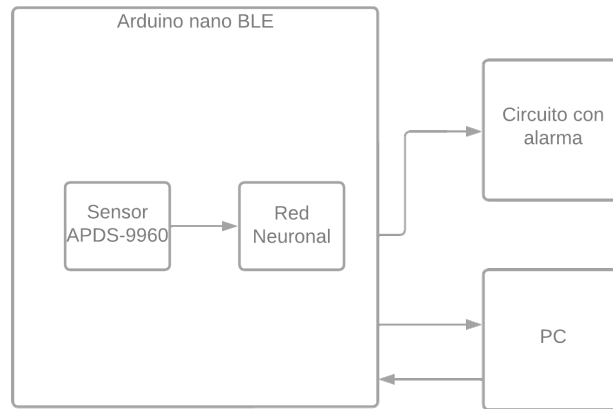 Arduino nano BLE
Circuito con
alarma
Sensor
APDS-9960
Red
Neuronal
PC